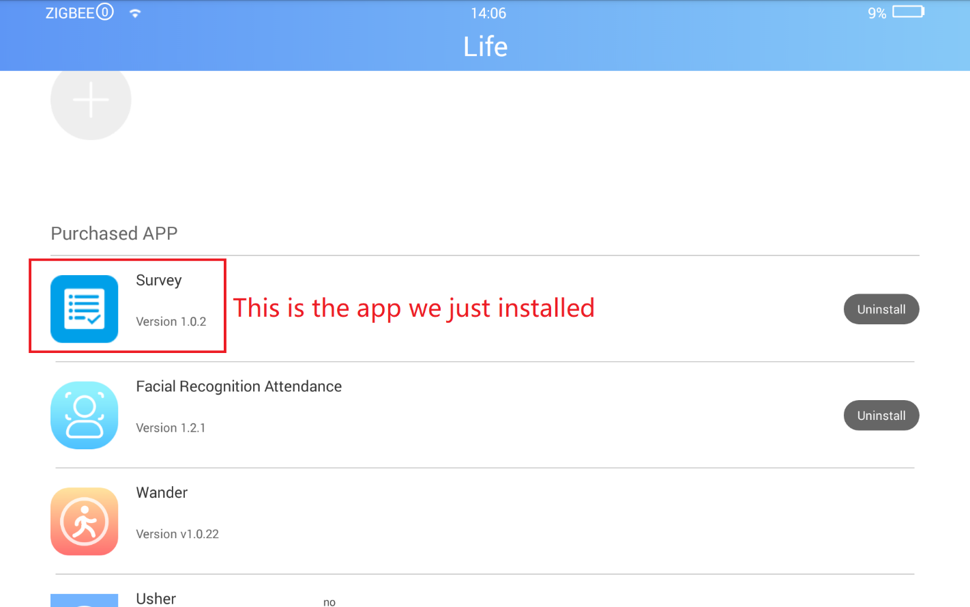 ZIGBEE 0
14:06
9%
Life
Purchased APP
Survey
Version 1.0.2
This is the app we just installed
Uninstall
Facial Recognition Attendance
Version 1.2.1
Uninstall
Wander
Version v1.0.22
Usher
no